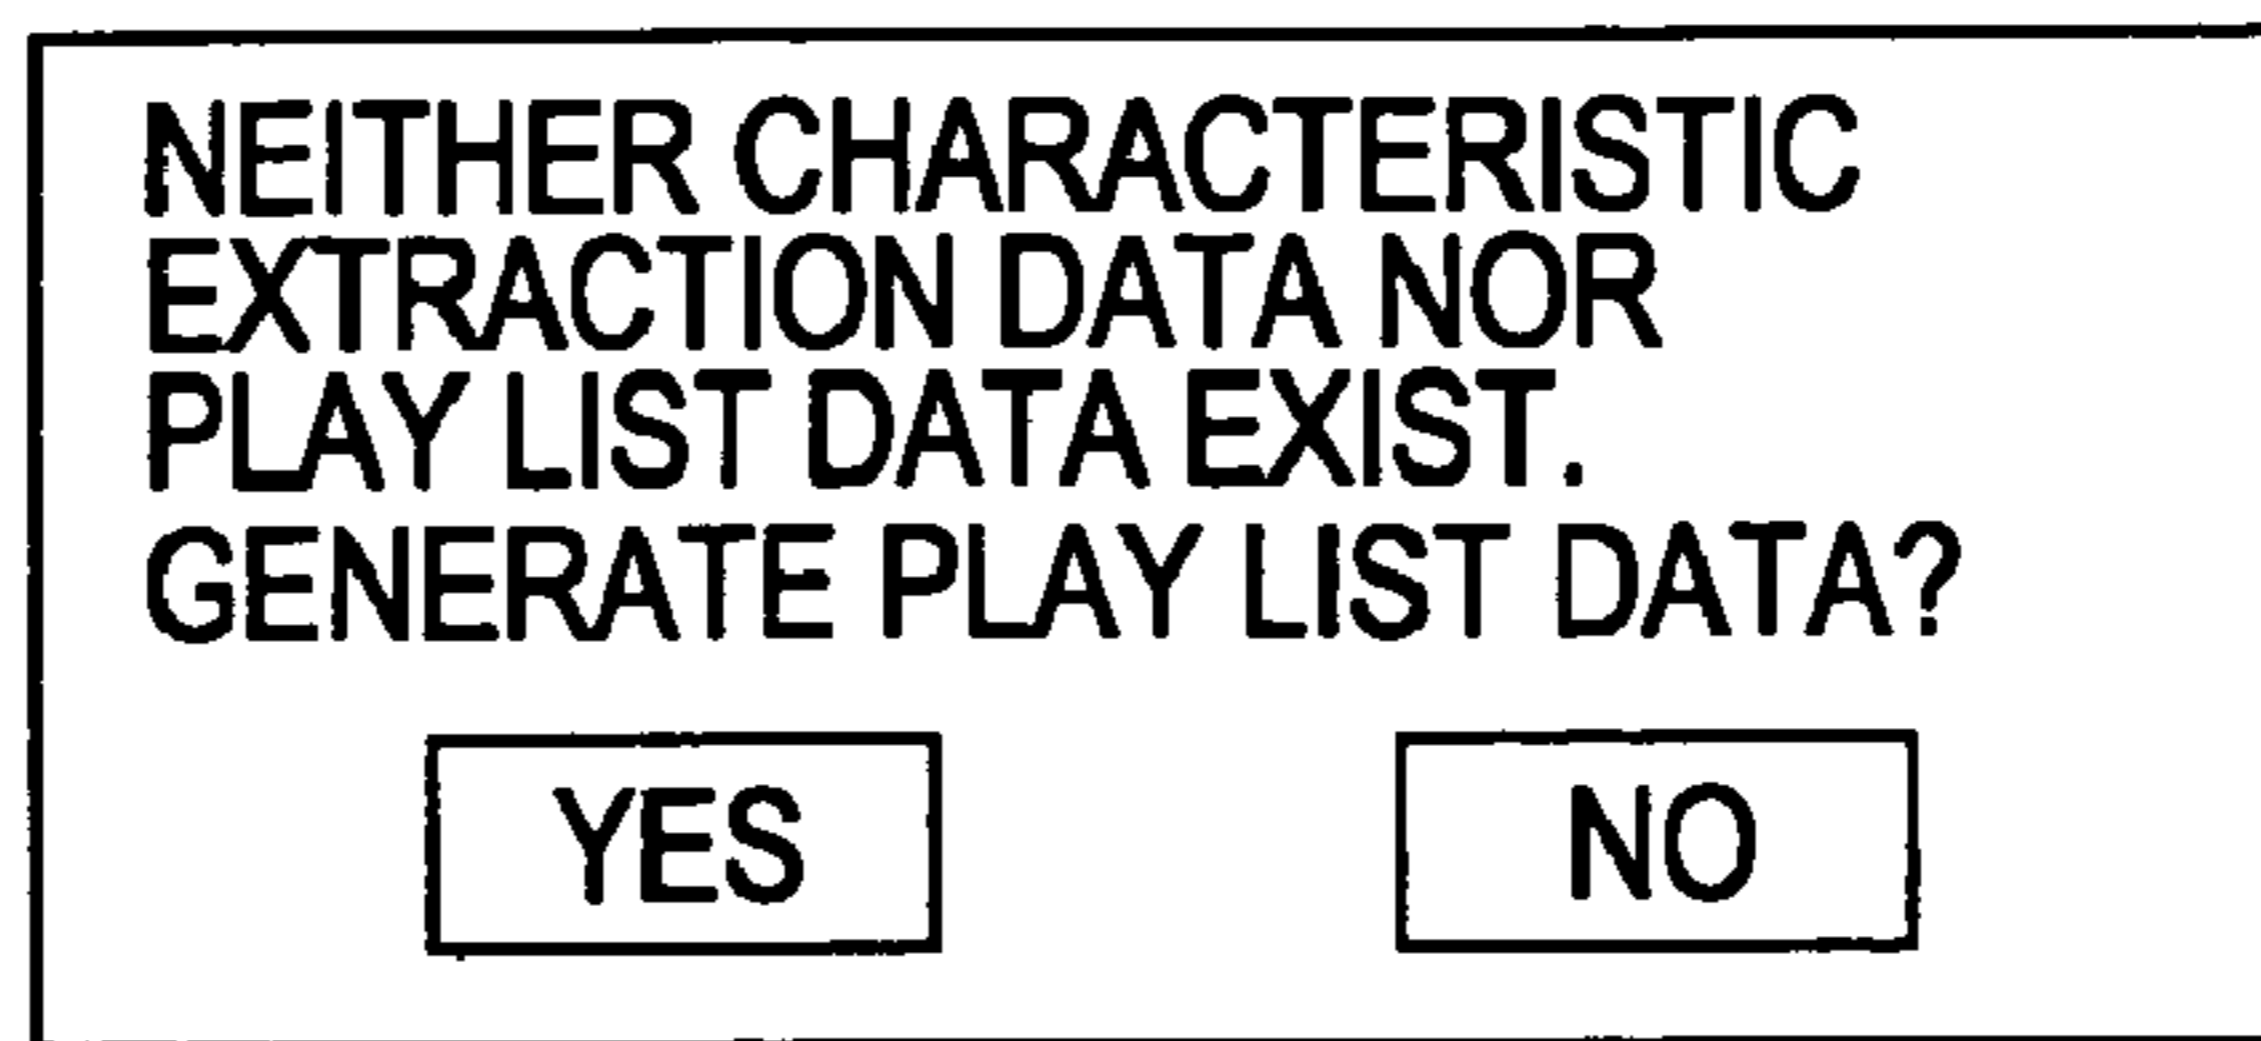 NEITHER CHARACTERISTIC
EXTRACTION DATA NOR
PLAY LIST DATA EXIST.
GENERATE PLAY LIST DATA?
YES NO